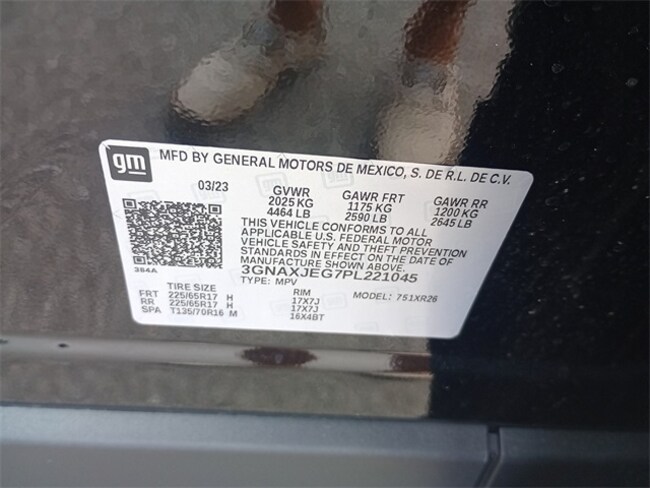 gm
MFD BY GENERAL MOTORS DE MEXICO, S. DE R.L. DE C.V.
03/23 GVWR GAWR FRT GAWR RR
2025 KG 1175 KG 1200 KG
4464 LB 2590 LB 2645 LB
THIS VEHICLE CONFORMS TO ALL
APPLICABLE U.S. FEDERAL MOTOR
VEHICLE SAFETY AND THEFT PREVENTION
STANDARDS IN EFFECT ON THE DATE OF
MANUFACTURE SHOWN ABOVE.
384A 3GNAXJEG7PL221045
TYPE: MPV
TIRE SIZE RIM MODEL: 751XR26
FRT 225/65R17 H 17X7J
RR 225/65R17 H 17X7J
SPA T135/70R16 M 16X4BT